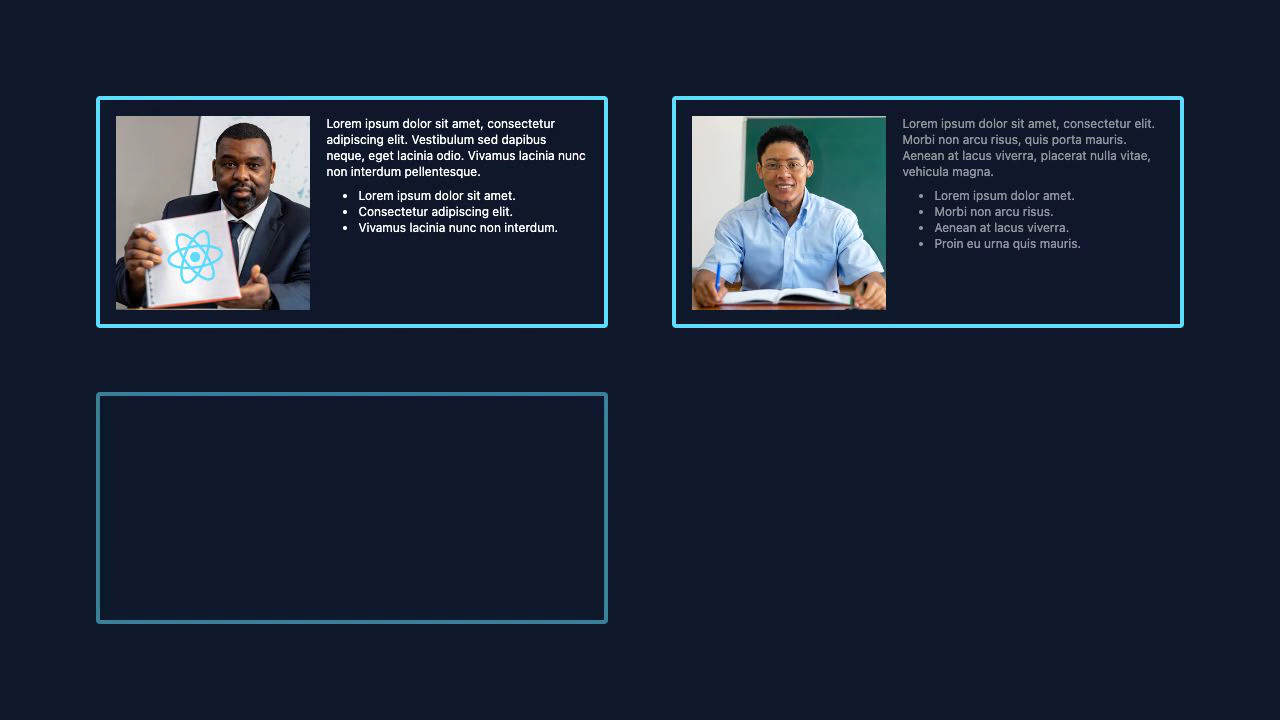 Lorem ipsum dolor sit amet, consectetur
adipiscing elit. Vestibulum sed dapibus
neque, eget lacinia odio. Vivamus lacinia nunc
non interdum pellentesque.
• Lorem ipsum dolor sit amet.
• Consectetur adipiscing elit.
• Vivamus lacinia nunc non interdum.
Lorem ipsum dolor sit amet, consectetur elit.
Morbi non arcu risus, quis porta mauris.
Aenean at lacus viverra, placerat nulla vitae,
vehicula magna.
• Lorem ipsum dolor amet.
• Morbi non arcu risus.
• Aenean at lacus viverra.
• Proin eu urna quis mauris.